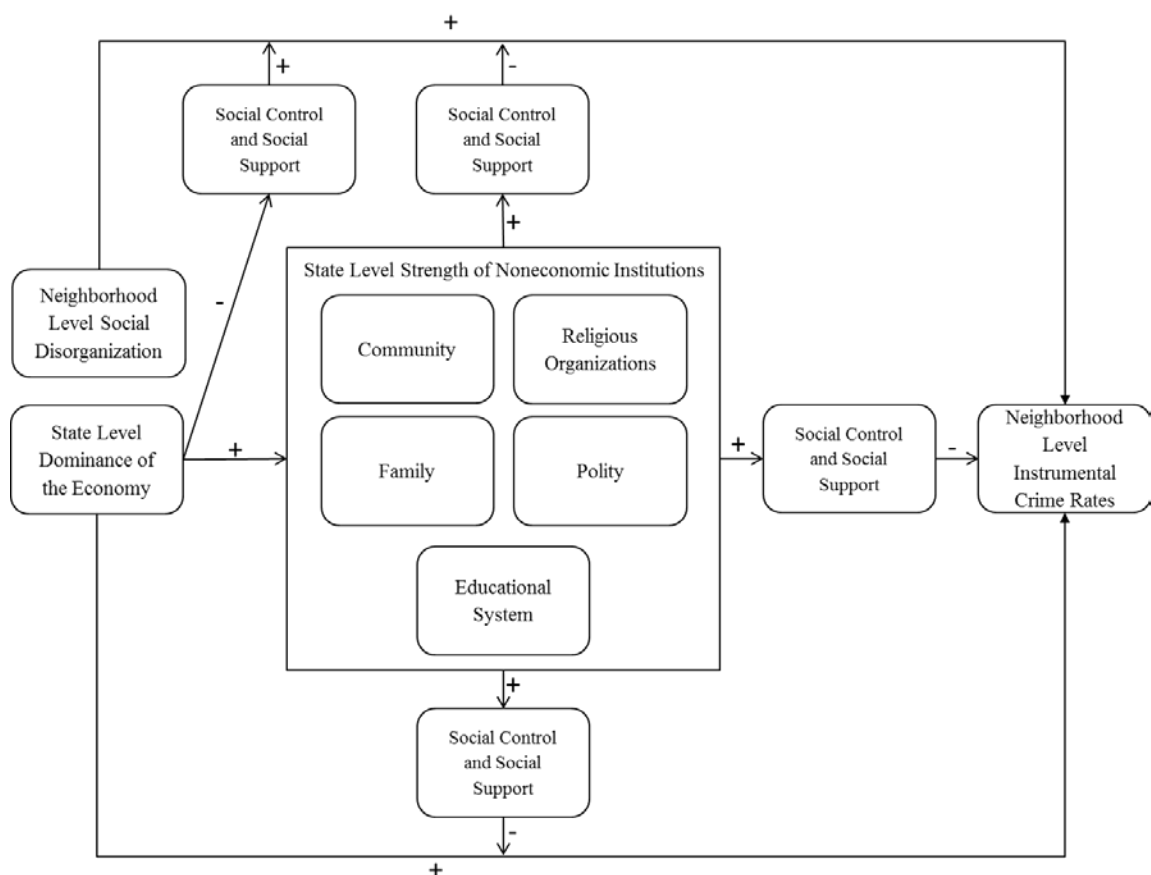 +
+
-
Social Control
and Social
Support
Social Control
and Social
Support
+
State Level Strength of Noneconomic Institutions
Neighborhood
Level Social
Disorganization
-
Community
Religious
Organizations
State Level
Dominance of
the Economy
+
Family
Polity
+
Social Control
and Social
Support
-
Neighborhood
Level
Instrumental
Crime Rates
Educational
System
+
Social Control
and Social
Support
-
+